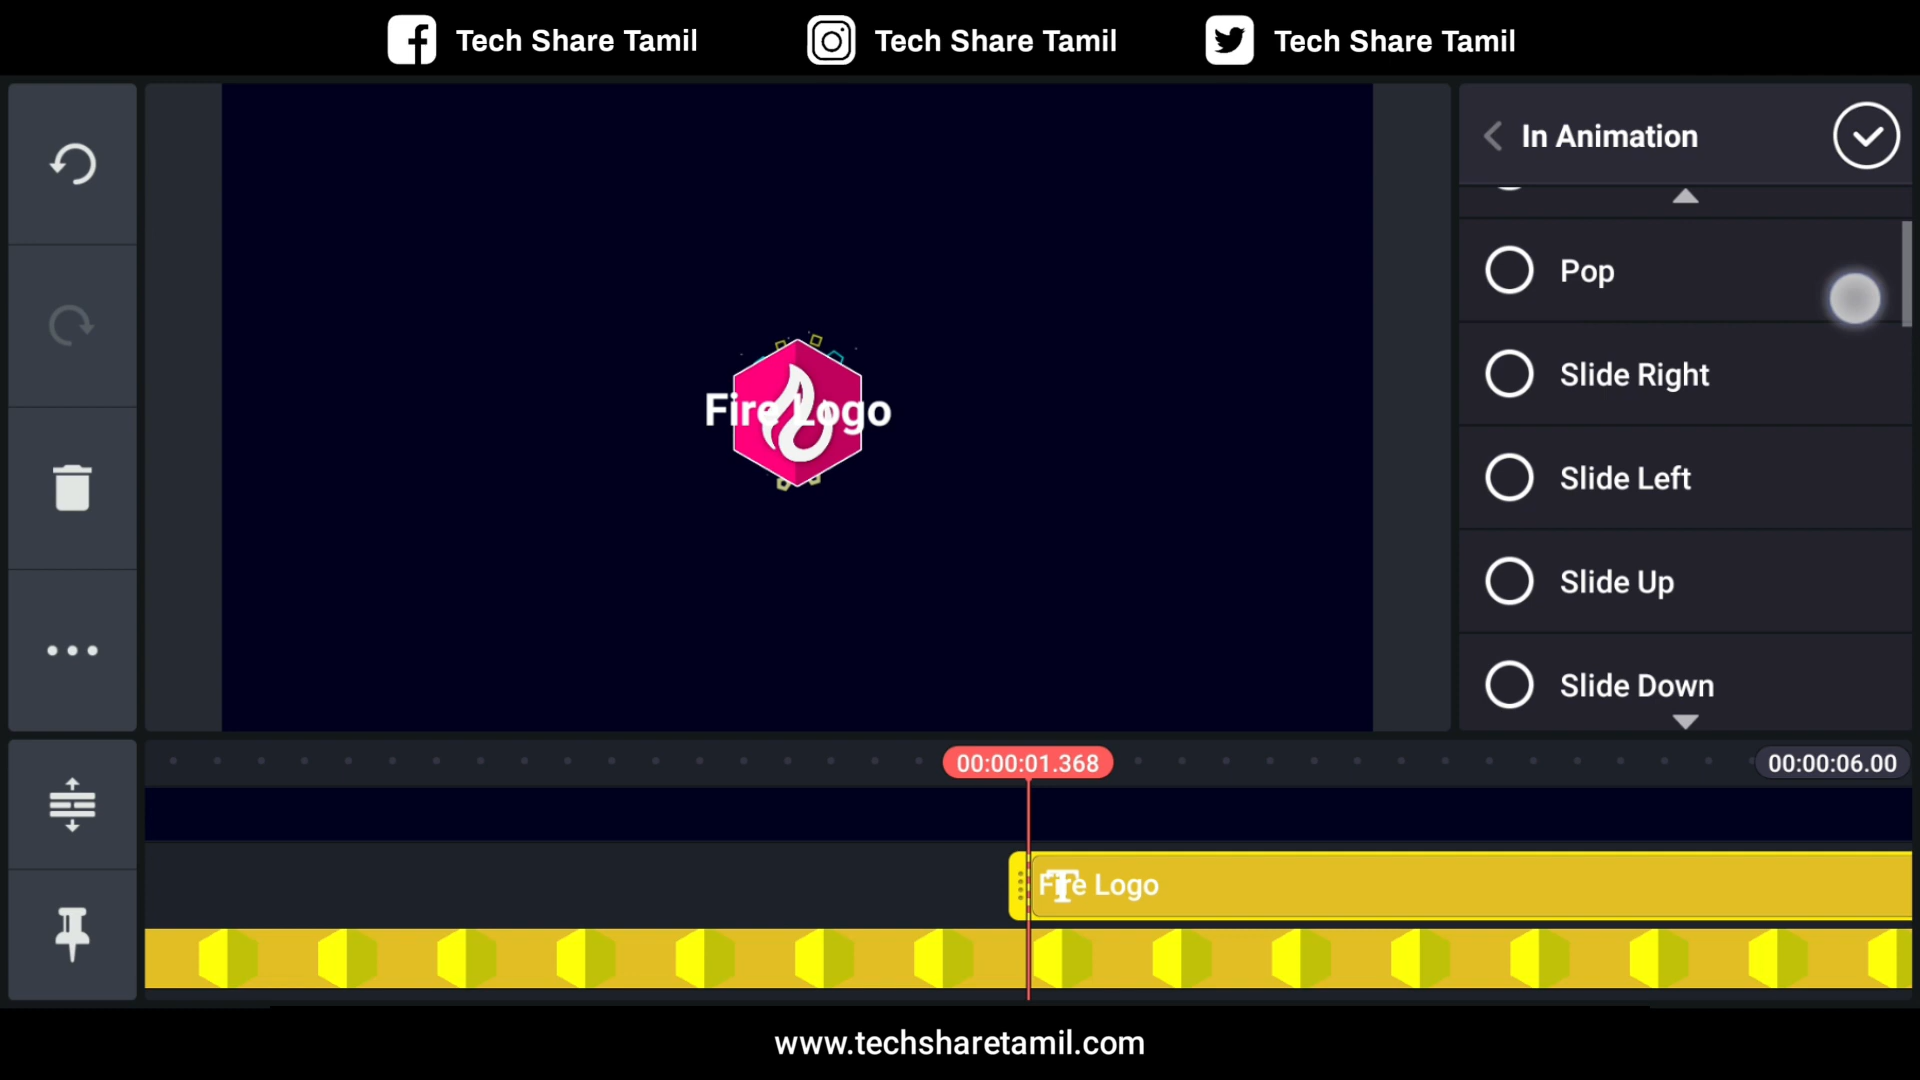 Tech Share Tamil
Tech Share Tamil
Tech Share Tamil
In Animation
Pop
Slide Right
Slide Left
Slide Up
Slide Down
Fire Logo
00:00:01.368
00:00:06.00
Fire Logo
www.techsharetamil.com